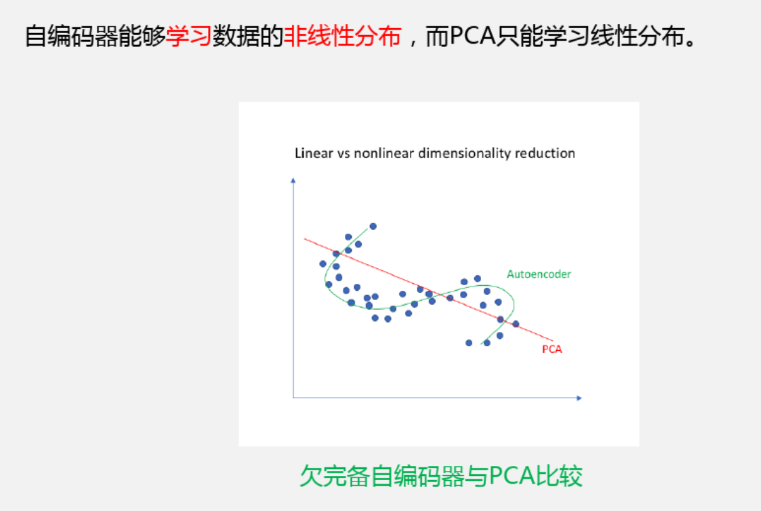 自编码器能够学习数据的非线性分布，而PCA只能学习线性分布。
Linear vs nonlinear dimensionality reduction
Autoencoder
PCA
欠完备自编码器与PCA比较